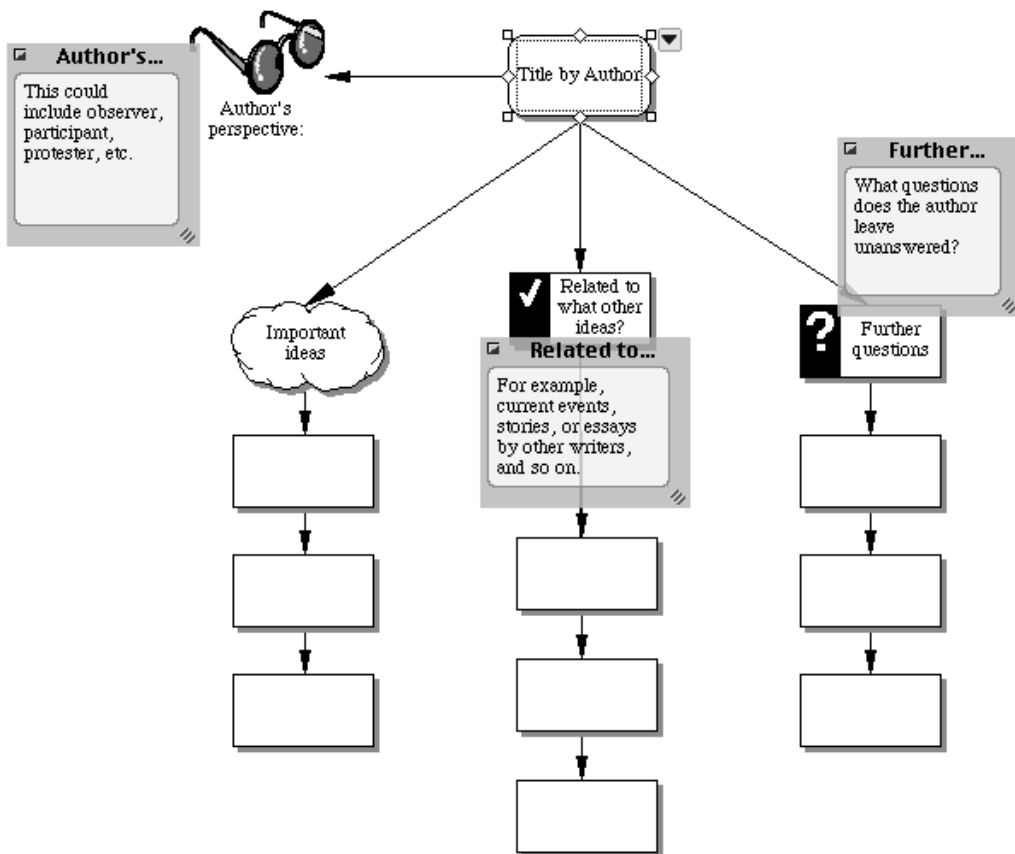 Author's...
This could
include observer,
participant,
protester, etc.
Author's
perspective:
Title by Author
Important
ideas
Related to
what other
ideas?
Related to...
For example,
current events,
stories, or essays
by other writers,
and so on.
Further...
What questions
does the author
leave
unanswered?
?
Further
questions